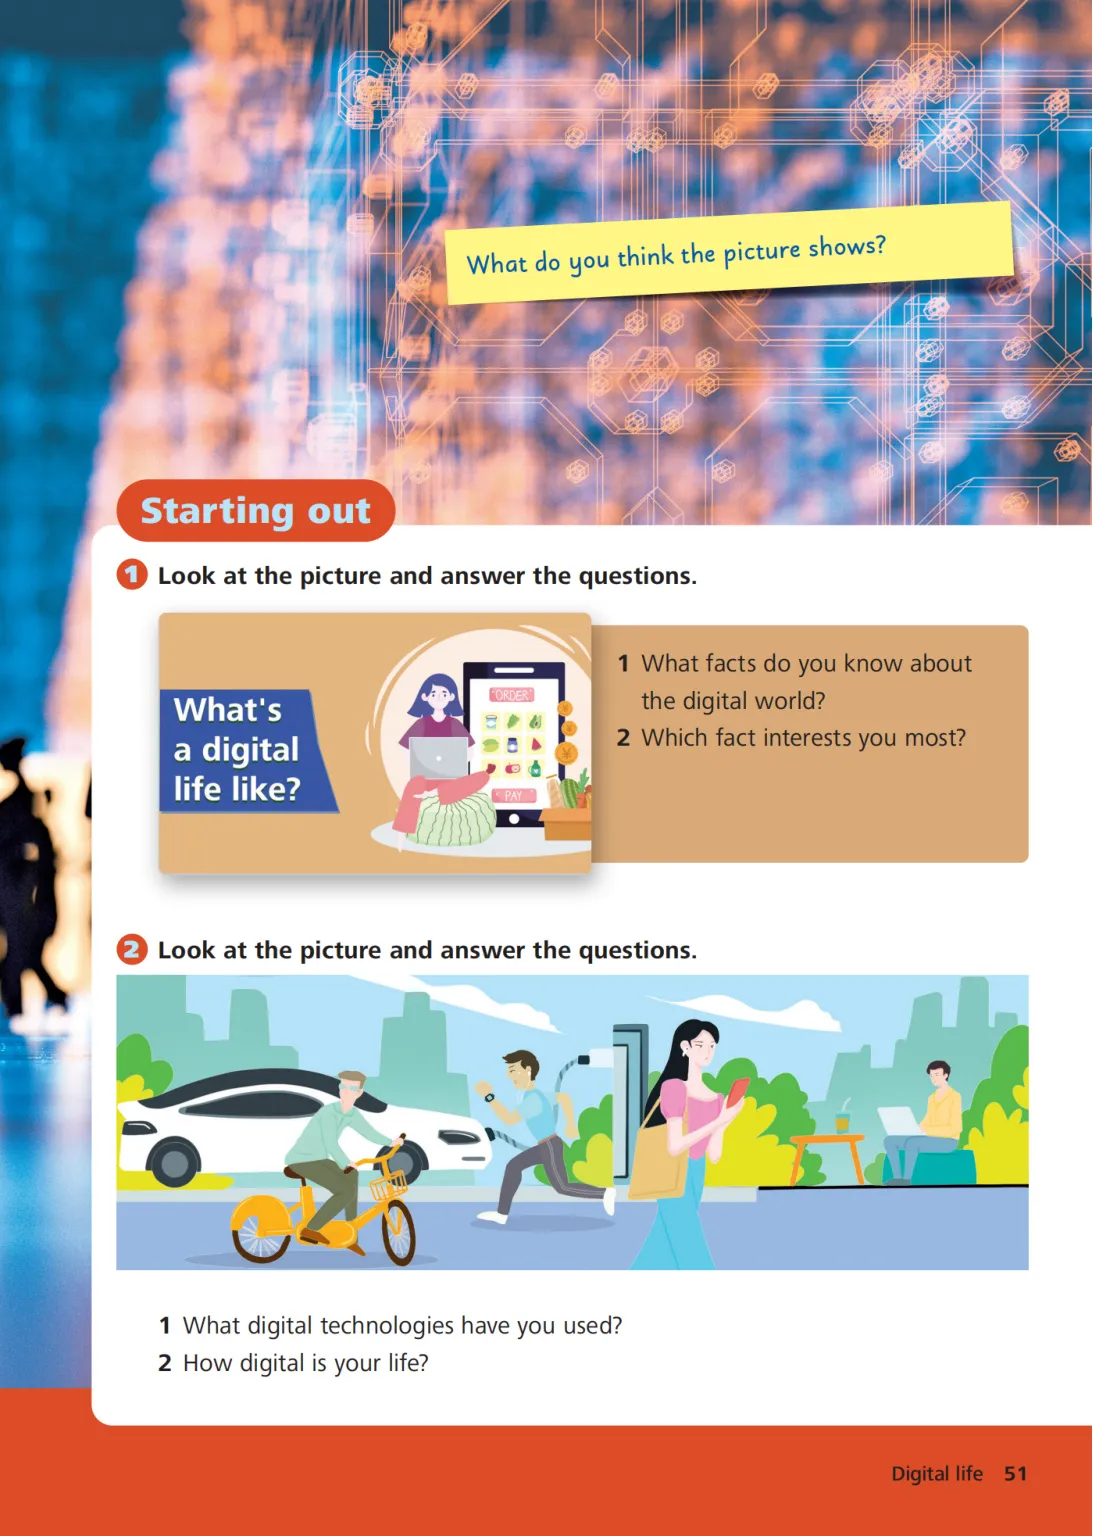 What do you think the picture shows?
Starting out
1 Look at the picture and answer the questions.
What's
a digital
life like?
ORDER
PAY
1 What facts do you know about
the digital world?
2 Which fact interests you most?
2 Look at the picture and answer the questions.
1 What digital technologies have you used?
2 How digital is your life?
Digital life 51